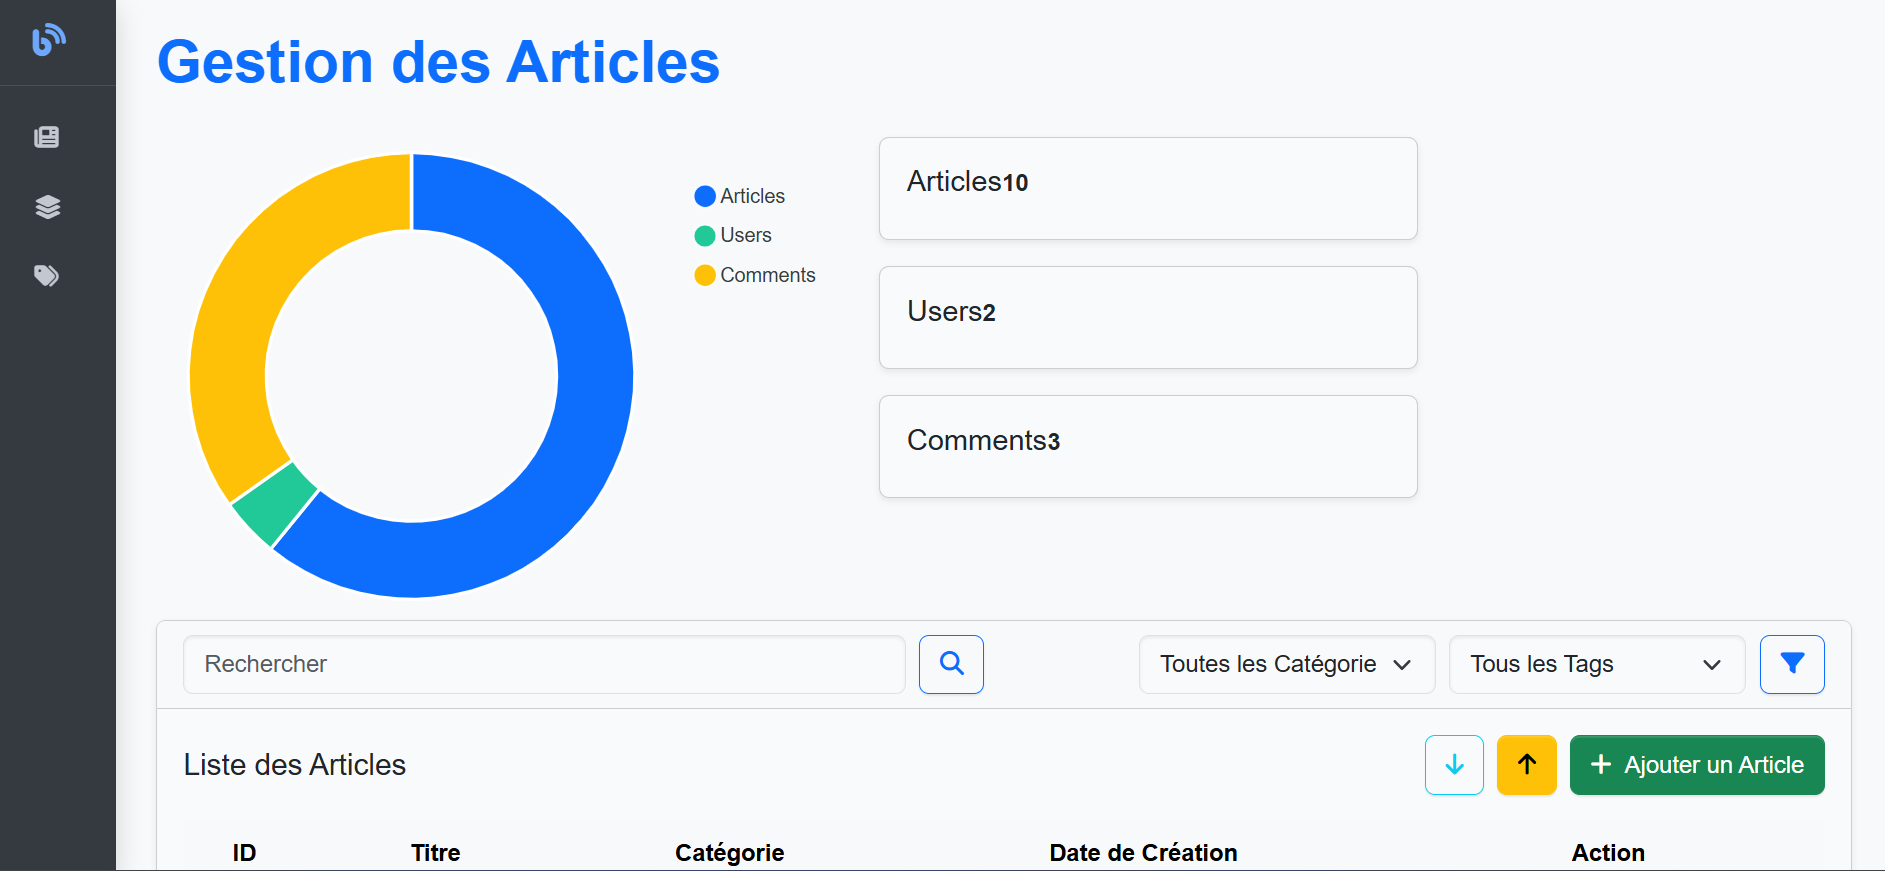 Gestion des Articles
Articles
Users
Comments
Articles10
Users2
Comments3
Rechercher
Toutes les Catégorie
Tous les Tags
Liste des Articles
Ajouter un Article
ID Titre Catégorie Date de Création Action